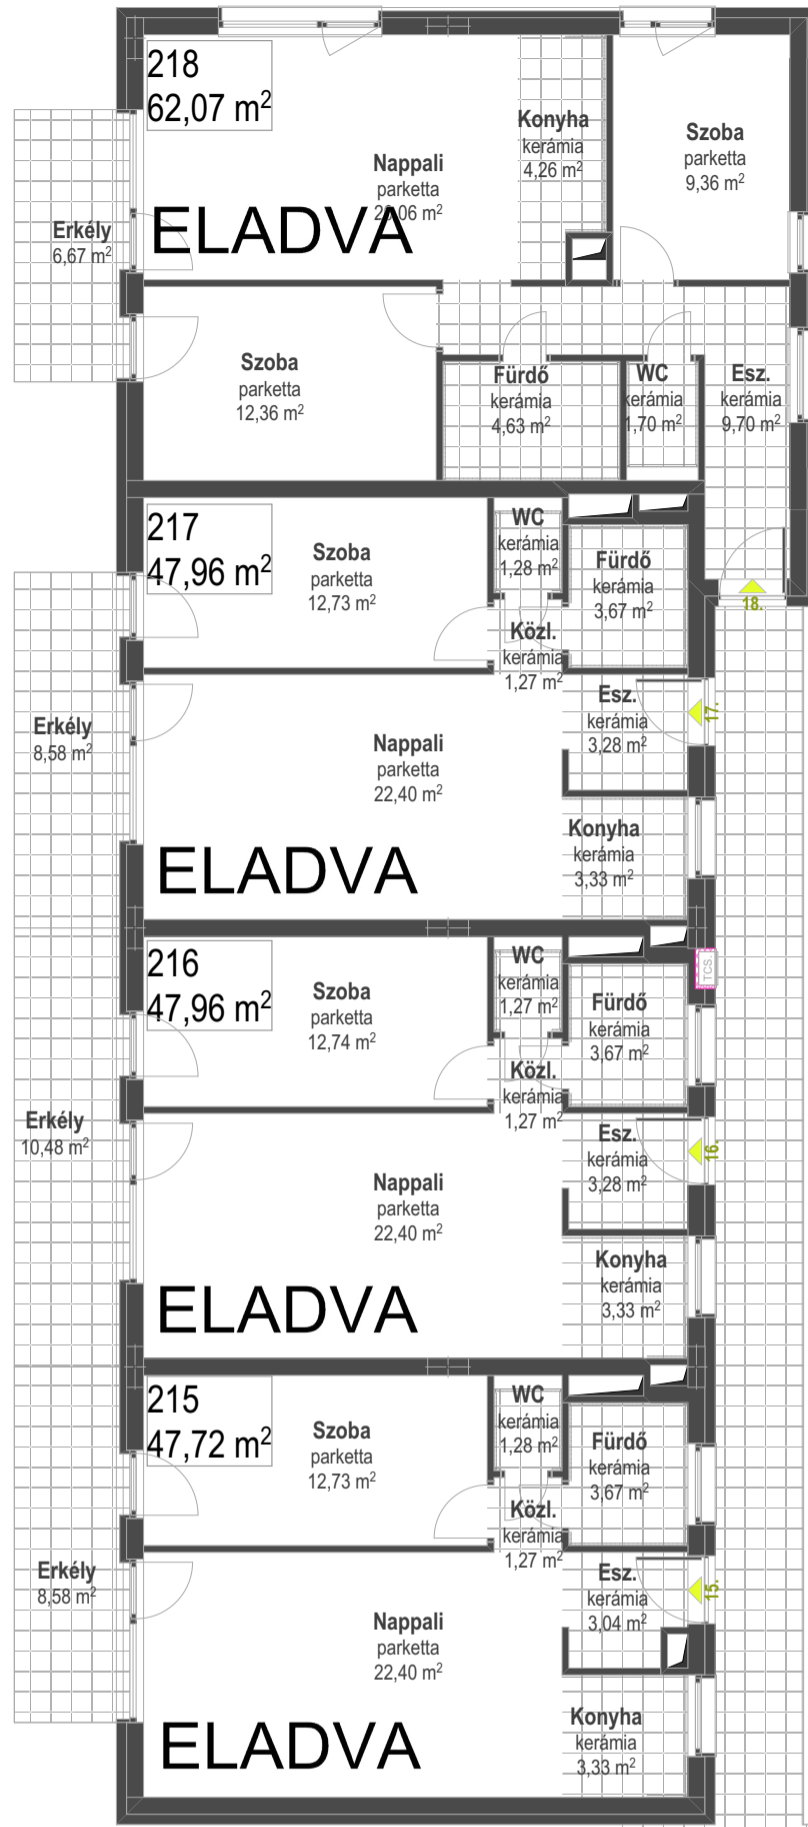 218
62,07 m²
Konyha
kerámia
4,26 m²
Szoba
parketta
9,36 m²
Nappali
parketta
20,06 m²
ELADVA
Erkély
6,67 m²
Szoba
parketta
12,36 m²
Fürdő
kerámia
4,63 m²
WC
kerámia
1,70 m²
Esz.
kerámia
9,70 m²
18.
217
47,96 m²
Szoba
parketta
12,73 m²
WC
kerámia
1,28 m²
Fürdő
kerámia
3,67 m²
Közl.
kerámia
1,27 m²
Esz.
kerámia
3,28 m²
17.
Erkély
8,58 m²
Nappali
parketta
22,40 m²
Konyha
kerámia
3,33 m²
ELADVA
216
47,96 m²
Szoba
parketta
12,74 m²
WC
kerámia
1,27 m²
TCS.
Fürdő
kerámia
3,67 m²
Közl.
kerámia
1,27 m²
Esz.
kerámia
3,28 m²
16.
Erkély
10,48 m²
Nappali
parketta
22,40 m²
Konyha
kerámia
3,33 m²
ELADVA
215
47,72 m²
Szoba
parketta
12,73 m²
WC
kerámia
1,28 m²
Fürdő
kerámia
3,67 m²
Közl.
kerámia
1,27 m²
Esz.
kerámia
3,04 m²
15.
Erkély
8,58 m²
Nappali
parketta
22,40 m²
Konyha
kerámia
3,33 m²
ELADVA